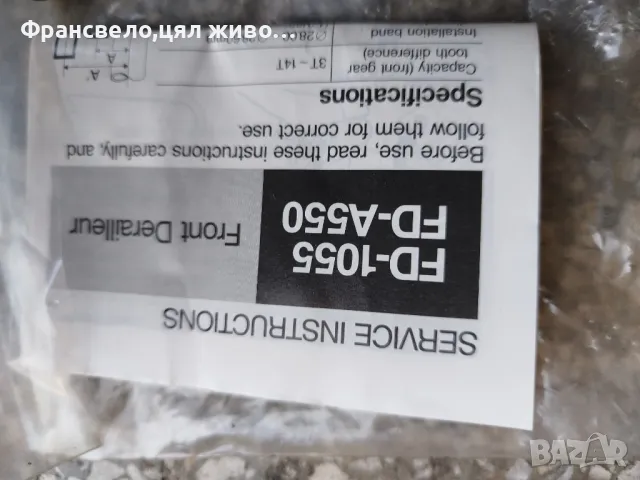 Франсвело,цял живо...
SERVICE INSTRUCTIONS
FD-1055
FD-A550
Front Derailleur
Before use, read these instructions carefully, and
follow them for correct use.
Specifications
Capacity (front gear
tooth difference)
3T – 14T
Installation band
A
BAZAR